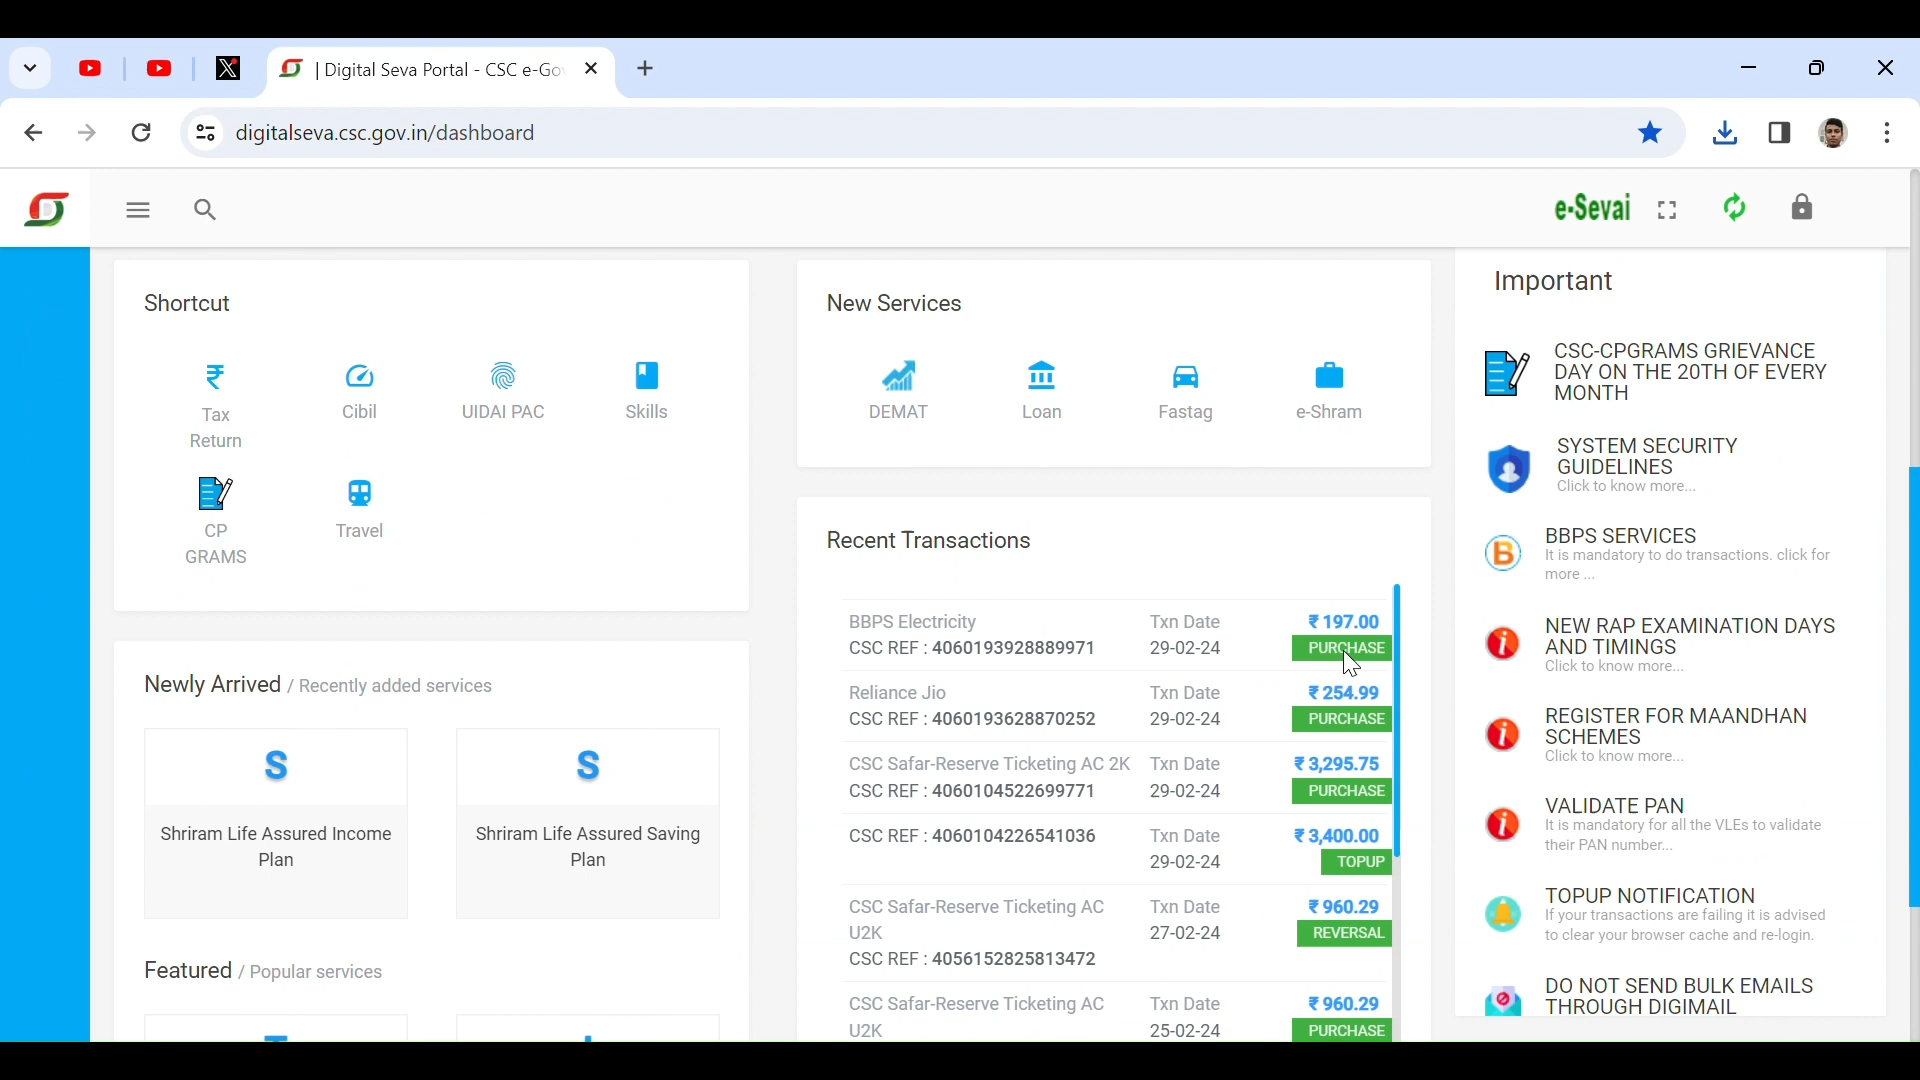 | Digital Seva Portal - CSC e-Go
digitalseva.csc.gov.in/dashboard
e-Sevai
Shortcut
Tax
Return
Cibil
UIDAI PAC
Skills
CP
GRAMS
Travel
Newly Arrived / Recently added services
S
Shriram Life Assured Income
Plan
S
Shriram Life Assured Saving
Plan
Featured / Popular services
New Services
DEMAT
Loan
Fastag
e-Shram
Recent Transactions
BBPS Electricity Txn Date ₹ 197.00
CSC REF : 4060193928889971 29-02-24 PURCHASE
Reliance Jio Txn Date ₹ 254.99
CSC REF : 4060193628870252 29-02-24 PURCHASE
CSC Safar-Reserve Ticketing AC 2K Txn Date ₹ 3,295.75
CSC REF : 4060104522699771 29-02-24 PURCHASE
CSC REF : 4060104226541036 Txn Date ₹ 3,400.00
29-02-24 TOPUP
CSC Safar-Reserve Ticketing AC Txn Date ₹ 960.29
U2K 27-02-24 REVERSAL
CSC REF : 4056152825813472
CSC Safar-Reserve Ticketing AC Txn Date ₹ 960.29
U2K 25-02-24 PURCHASE
Important
CSC-CPGRAMS GRIEVANCE
DAY ON THE 20TH OF EVERY
MONTH
SYSTEM SECURITY
GUIDELINES
Click to know more...
BBPS SERVICES
It is mandatory to do transactions. click for
more ...
NEW RAP EXAMINATION DAYS
AND TIMINGS
Click to know more...
REGISTER FOR MAANDHAN
SCHEMES
Click to know more...
VALIDATE PAN
It is mandatory for all the VLEs to validate
their PAN number...
TOPUP NOTIFICATION
If your transactions are failing it is advised
to clear your browser cache and re-login.
DO NOT SEND BULK EMAILS
THROUGH DIGIMAIL